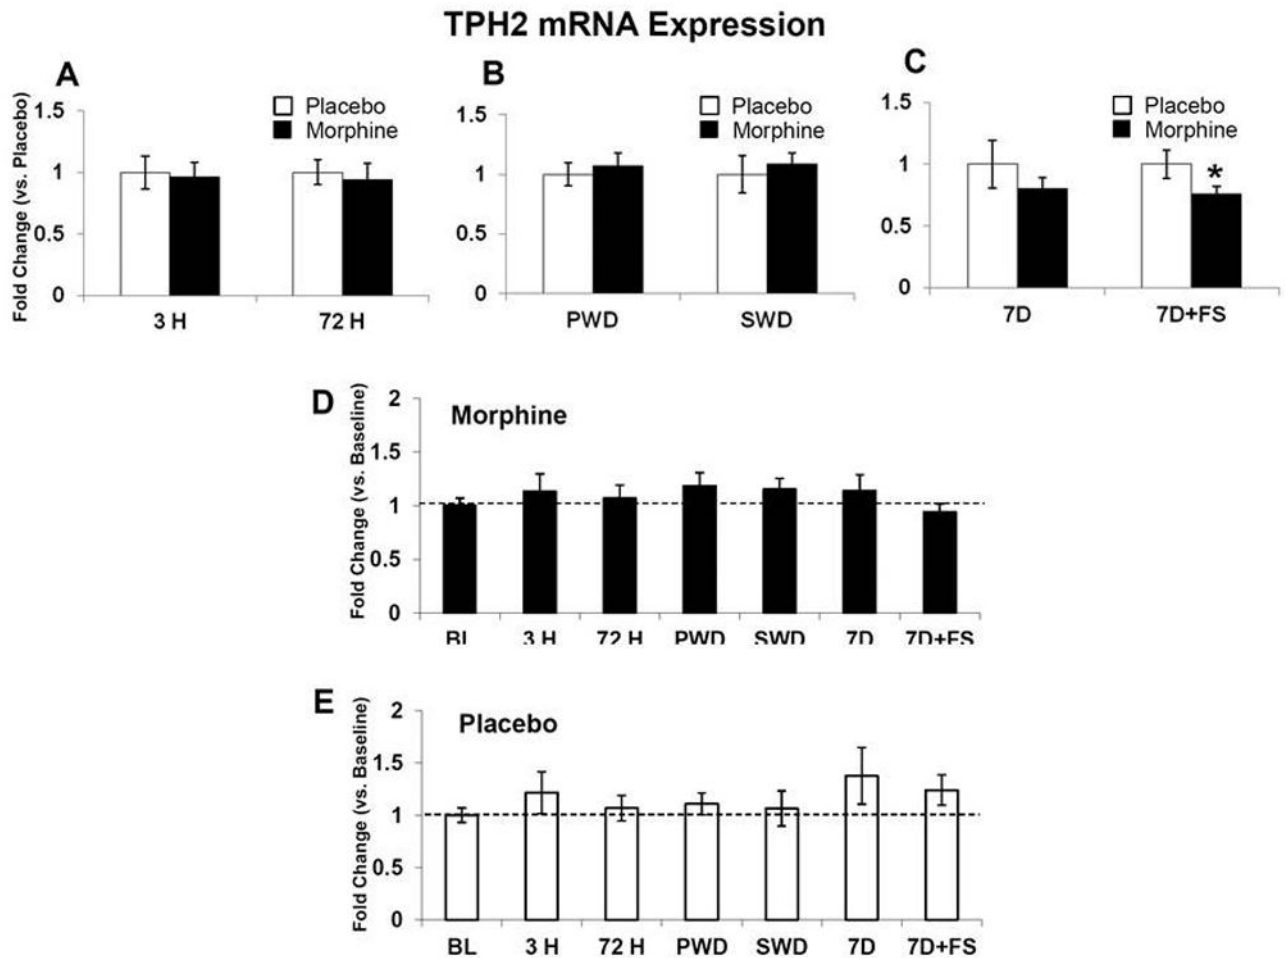 TPH2 mRNA Expression
A
Placebo
Morphine
Fold Change (vs. Placebo)
1.5
1
0.5
0
3 H 72 H
B
Placebo
Morphine
1.5
1
0.5
0
PWD SWD
C
Placebo
Morphine
1.5
1
0.5
0
*
7D 7D+FS
D
Morphine
Fold Change (vs. Baseline)
2
1.5
1
0.5
0
BL 3 H 72 H PWD SWD 7D 7D+FS
E
Placebo
Fold Change (vs. Baseline)
2
1.5
1
0.5
0
BL 3 H 72 H PWD SWD 7D 7D+FS